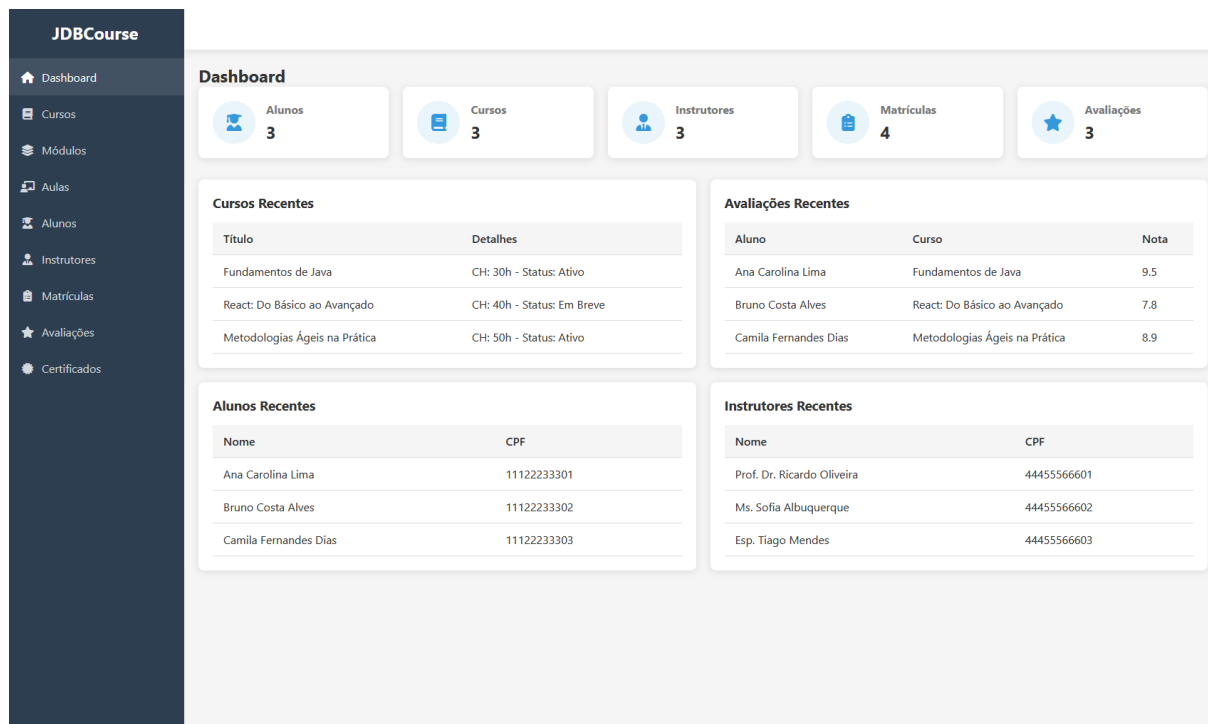 JDBCourse
Dashboard
Cursos
Módulos
Aulas
Alunos
Instrutores
Matrículas
Avaliações
Certificados
Dashboard
Alunos
3
Cursos
3
Instrutores
3
Matrículas
4
Avaliações
3
Cursos Recentes
Título Detalhes
Fundamentos de Java CH: 30h - Status: Ativo
React: Do Básico ao Avançado CH: 40h - Status: Em Breve
Metodologias Ágeis na Prática CH: 50h - Status: Ativo
Avaliações Recentes
Aluno Curso Nota
Ana Carolina Lima Fundamentos de Java 9.5
Bruno Costa Alves React: Do Básico ao Avançado 7.8
Camila Fernandes Dias Metodologias Ágeis na Prática 8.9
Alunos Recentes
Nome CPF
Ana Carolina Lima 11122233301
Bruno Costa Alves 11122233302
Camila Fernandes Dias 11122233303
Instrutores Recentes
Nome CPF
Prof. Dr. Ricardo Oliveira 44455566601
Ms. Sofia Albuquerque 44455566602
Esp. Tiago Mendes 44455566603